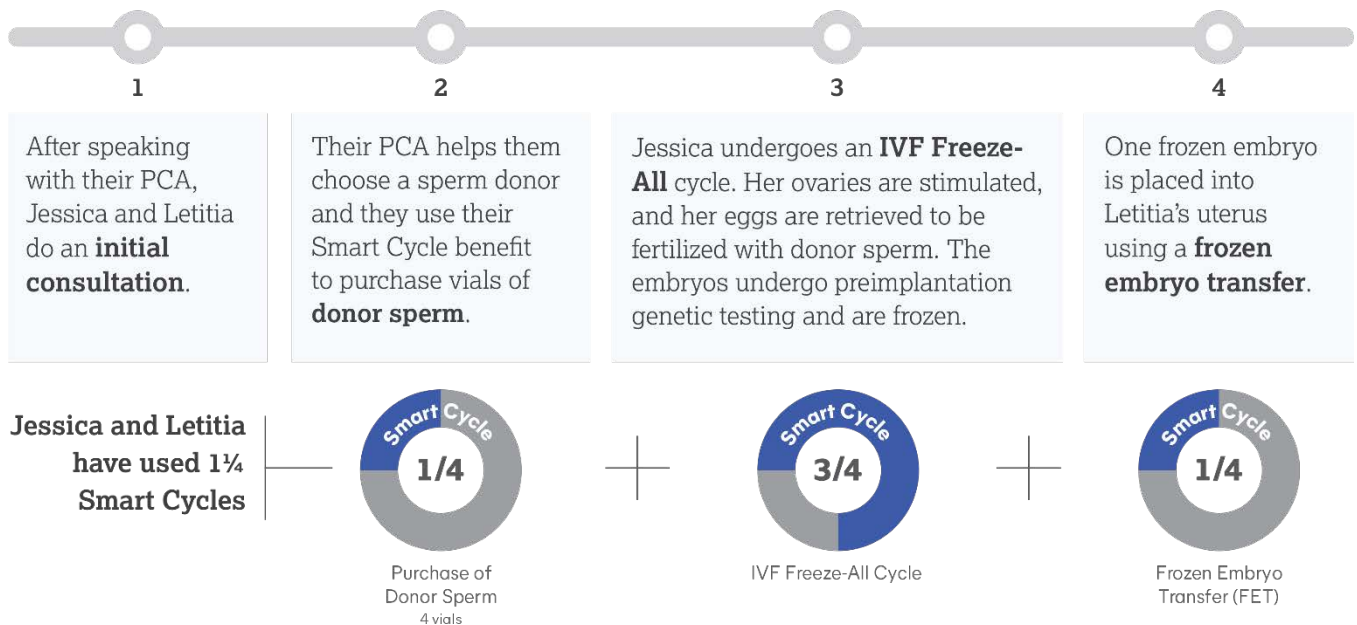 1
2
3
4
After speaking
with their PCA,
Jessica and Letitia
do an initial
consultation.
Their PCA helps them
choose a sperm donor
and they use their
Smart Cycle benefit
to purchase vials of
donor sperm.
Jessica undergoes an IVF Freeze-
All cycle. Her ovaries are stimulated,
and her eggs are retrieved to be
fertilized with donor sperm. The
embryos undergo preimplantation
genetic testing and are frozen.
One frozen embryo
is placed into
Letitia’s uterus
using a frozen
embryo transfer.
Jessica and Letitia
have used 1¼
Smart Cycles
Smart Cycle
1/4
Purchase of
Donor Sperm
4 vials
Smart Cycle
3/4
IVF Freeze-All Cycle
Smart Cycle
1/4
Frozen Embryo
Transfer (FET)